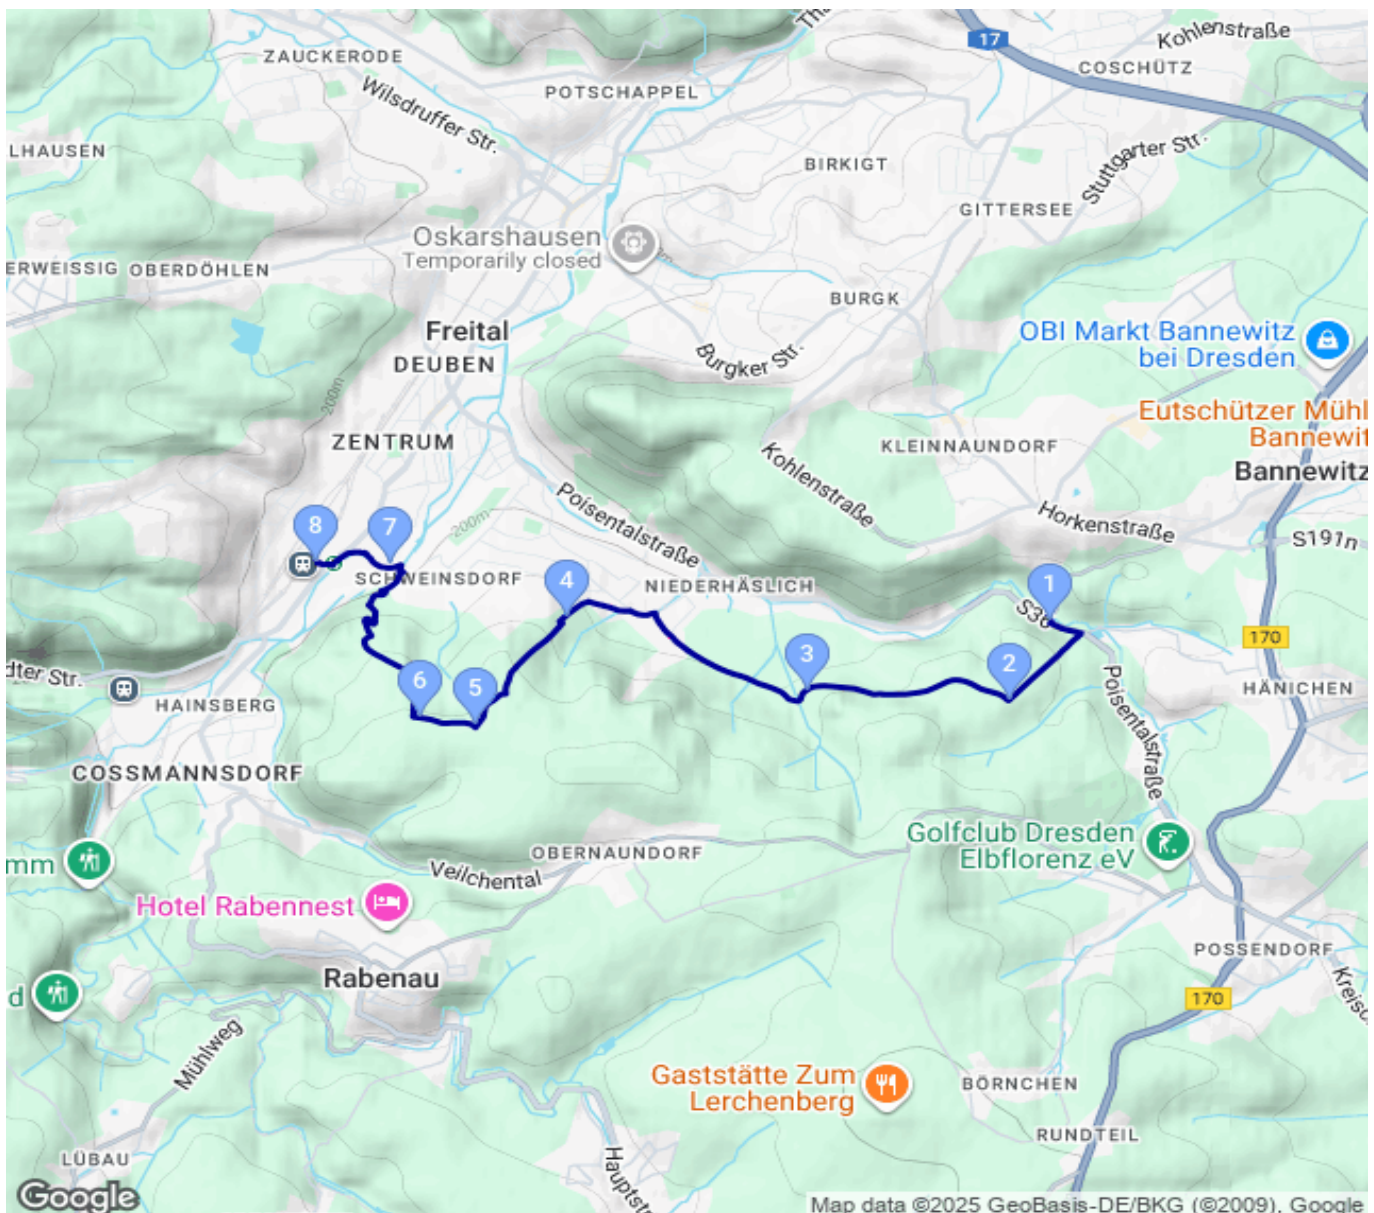 Kohlenstraße
17
ZAUCKERODE
COSCHÜTZ
POTSCHAPPEL
Wilsdruffer Str.
LHAUSEN
BIRKIGT
Stuttgarter Str.
GITTERSEE
Oskarshausen
Temporarily closed
ERWEISSIG
OBERDÖHLEN
BURGK
Freital
DEUBEN
Burgker Str.
OBI Markt Bannewitz
bei Dresden
200m
Eutschützer Mühl
Bannewit
ZENTRUM
KLEINNAUNDORF
Bannewitz
Kohlenstraße
Poisentalstraße
200m
Horkenstraße
S191n
8
7
SCHWEINSDORF
4
NIEDERHÄSLICH
1
S36
170
3
2
dter Str.
6
5
HAINSBERG
HÄNICHEN
Poisentalstraße
COSSMANNSDORF
Golfclub Dresden
Elbflorenz eV
OBERNAUNDORF
mm
Veilchental
Hotel Rabennest
POSSENDORF
Rabenau
d
170
Mühlweg
Gaststätte Zum
Lerchenberg
BÖRNCHEN
RUNDTEIL
LÜBAU
Google
Map data ©2025 GeoBasis-DE/BKG (©2009), Google